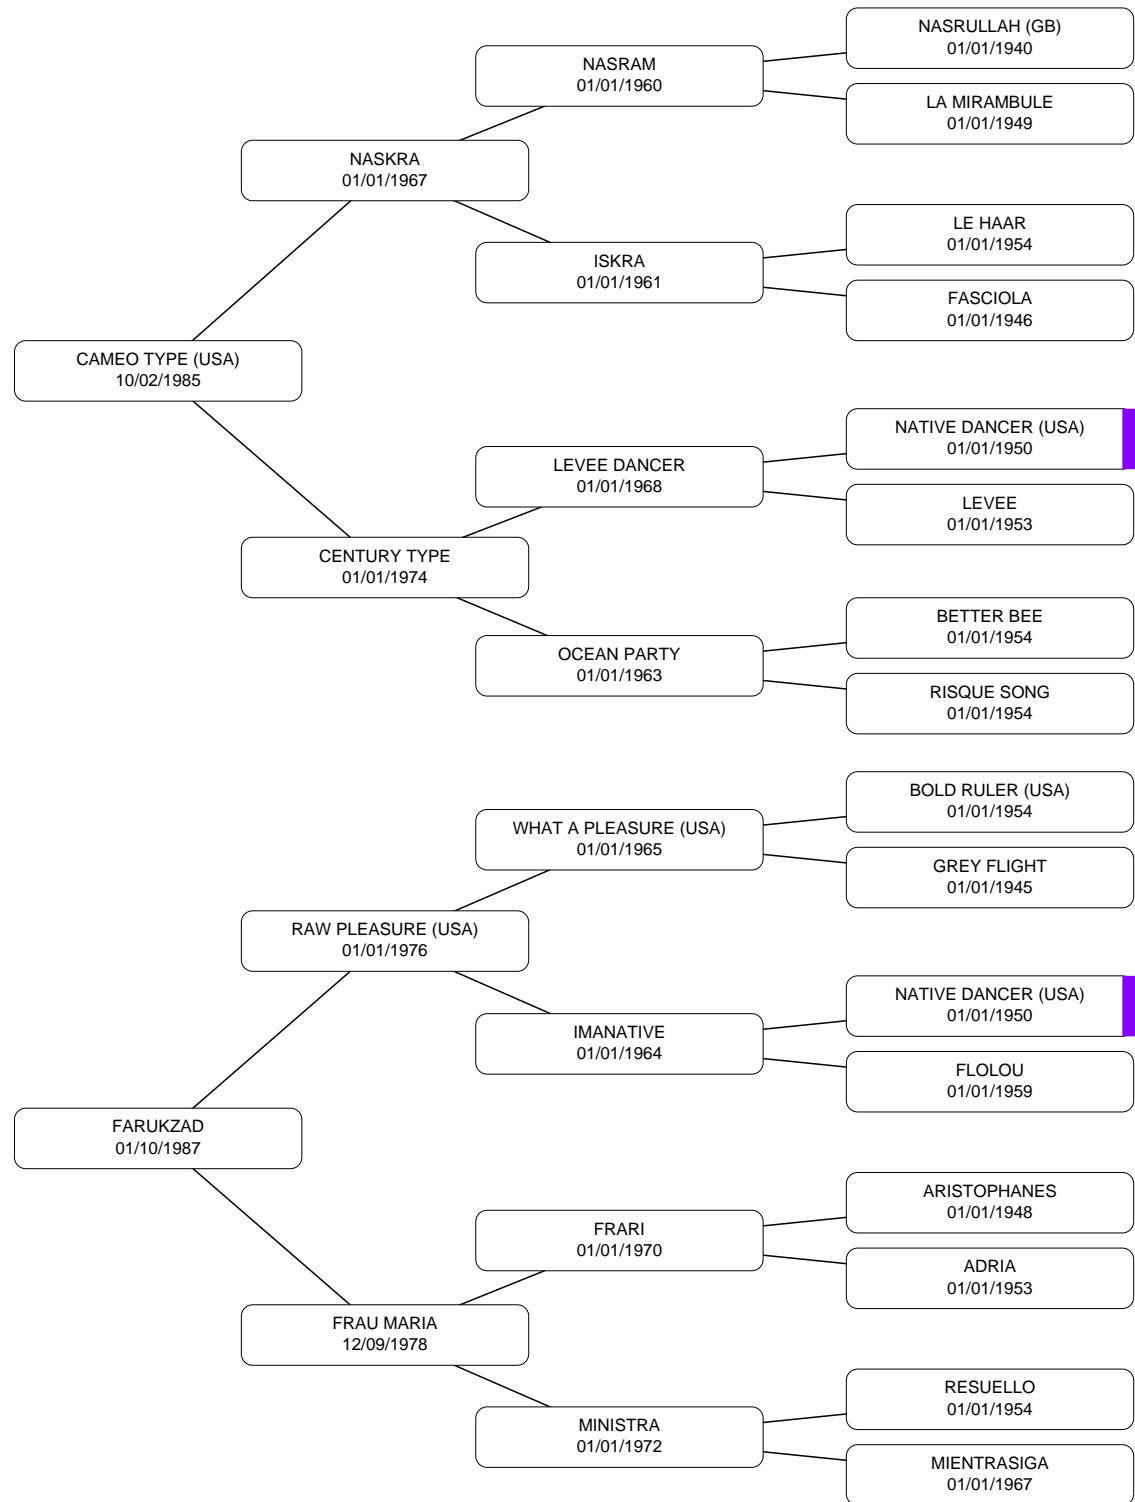 NASRULLAH (GB)
01/01/1940
NASRAM
01/01/1960
LA MIRAMBULE
01/01/1949
NASKRA
01/01/1967
LE HAAR
01/01/1954
ISKRA
01/01/1961
FASCIOLA
01/01/1946
CAMEO TYPE (USA)
10/02/1985
NATIVE DANCER (USA)
01/01/1950
LEVEE DANCER
01/01/1968
LEVEE
01/01/1953
CENTURY TYPE
01/01/1974
BETTER BEE
01/01/1954
OCEAN PARTY
01/01/1963
RISQUE SONG
01/01/1954
BOLD RULER (USA)
01/01/1954
WHAT A PLEASURE (USA)
01/01/1965
GREY FLIGHT
01/01/1945
RAW PLEASURE (USA)
01/01/1976
NATIVE DANCER (USA)
01/01/1950
IMANATIVE
01/01/1964
FLOLOU
01/01/1959
FARUKZAD
01/10/1987
ARISTOPHANES
01/01/1948
FRARI
01/01/1970
ADRIA
01/01/1953
FRAU MARIA
12/09/1978
RESUELLO
01/01/1954
MINISTRA
01/01/1972
MIENTRASIGA
01/01/1967